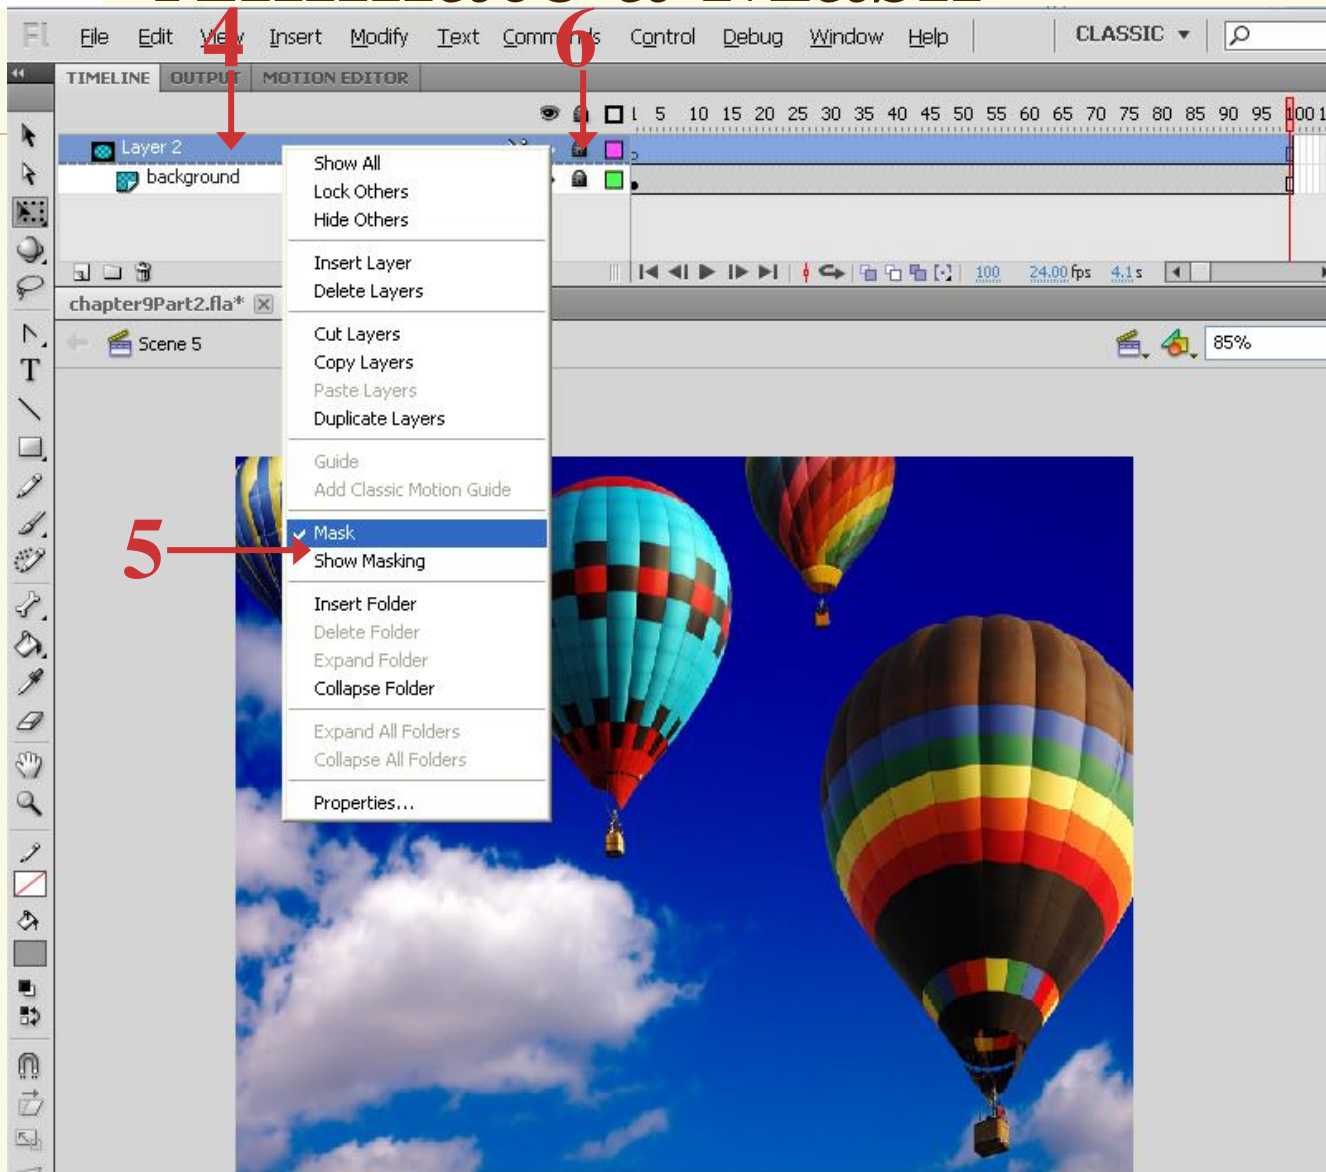 4
6
Fl File Edit View Insert Modify Text Commands Control Debug Window Help CLASSIC
TIMELINE OUTPUT MOTION EDITOR
5 10 15 20 25 30 35 40 45 50 55 60 65 70 75 80 85 90 95 100 1
Layer 2
background
100 24.00 fps 4.1 s
chapter9Part2.fla*
Scene 5
85%
Show All
Lock Others
Hide Others
Insert Layer
Delete Layers
Cut Layers
Copy Layers
Paste Layers
Duplicate Layers
Guide
Add Classic Motion Guide
5
Mask
Show Masking
Insert Folder
Delete Folder
Expand Folder
Collapse Folder
Expand All Folders
Collapse All Folders
Properties...
T